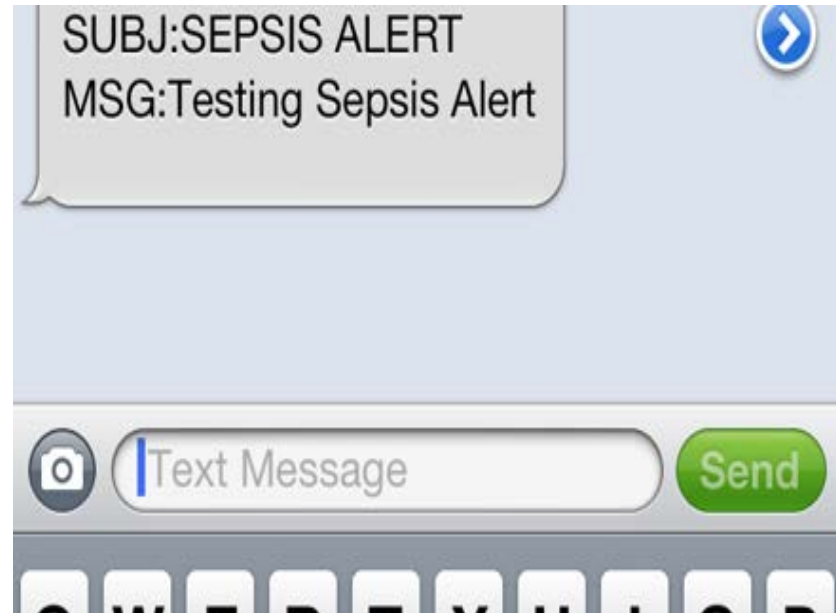 SUBJ:SEPSIS ALERT
MSG:Testing Sepsis Alert
Text Message
Send
Q W E R T Y U I O P